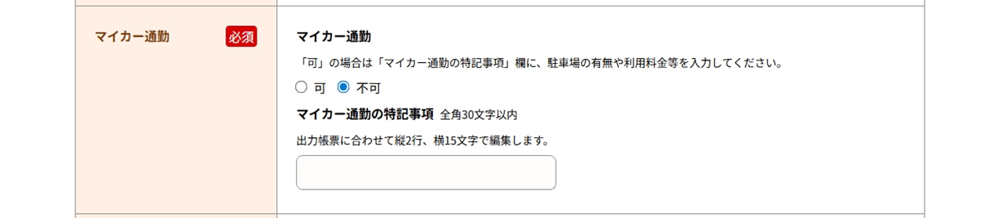 マイカー通勤 必須
マイカー通勤
「可」の場合は「マイカー通勤の特記事項」欄に、駐車場の有無や利用料金等を入力してください。
可 不可
マイカー通勤の特記事項 全角30文字以内
出力帳票に合わせて縦2行、横15文字で編集します。